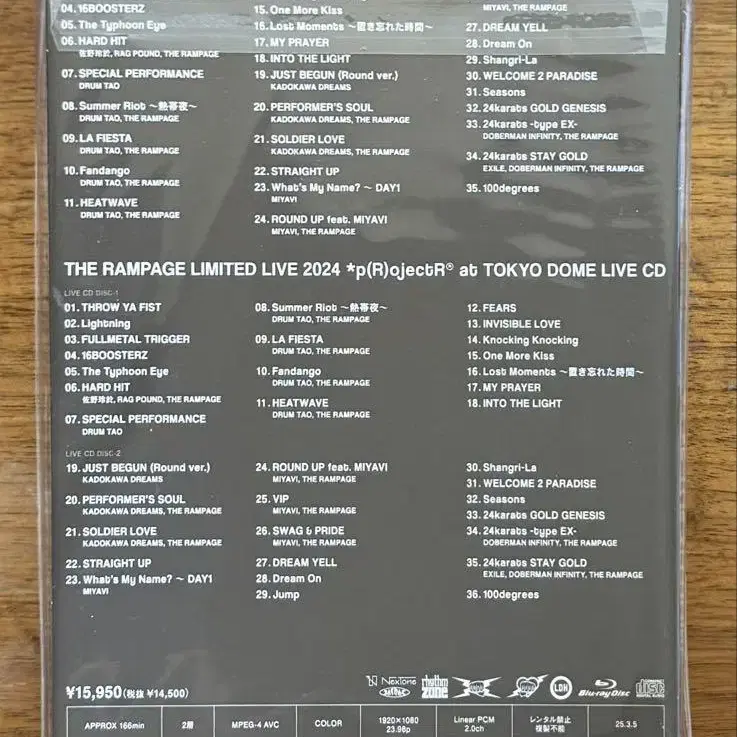 04. 16BOOSTERZ
05. The Typhoon Eye
06. HARD HIT
佐野玲於, RAG POUND, THE RAMPAGE
07. SPECIAL PERFORMANCE
DRUM TAO
08. Summer Riot ～熱帯夜～
DRUM TAO, THE RAMPAGE
09. LA FIESTA
DRUM TAO, THE RAMPAGE
10. Fandango
DRUM TAO, THE RAMPAGE
11. HEATWAVE
DRUM TAO, THE RAMPAGE
15. One More Kiss
16. Lost Moments ～置き忘れた時間～
17. MY PRAYER
18. INTO THE LIGHT
19. JUST BEGUN (Round ver.)
KADOKAWA DREAMS
20. PERFORMER'S SOUL
KADOKAWA DREAMS, THE RAMPAGE
21. SOLDIER LOVE
KADOKAWA DREAMS, THE RAMPAGE
22. STRAIGHT UP
23. What's My Name? ～ DAY1
MIYAVI
24. ROUND UP feat. MIYAVI
MIYAVI, THE RAMPAGE
MIYAVI, THE RAMPAGE
27. DREAM YELL
28. Dream On
29. Shangri-La
30. WELCOME 2 PARADISE
31. Seasons
32. 24karats GOLD GENESIS
33. 24karats -type EX-
DOBERMAN INFINITY, THE RAMPAGE
34. 24karats STAY GOLD
EXILE, DOBERMAN INFINITY, THE RAMPAGE
35. 100degrees
THE RAMPAGE LIMITED LIVE 2024 *p(R)ojectR® at TOKYO DOME LIVE CD
LIVE CD DISC-1
01. THROW YA FIST
02. Lightning
03. FULLMETAL TRIGGER
04. 16BOOSTERZ
05. The Typhoon Eye
06. HARD HIT
佐野玲於, RAG POUND, THE RAMPAGE
07. SPECIAL PERFORMANCE
DRUM TAO
08. Summer Riot ～熱帯夜～
DRUM TAO, THE RAMPAGE
09. LA FIESTA
DRUM TAO, THE RAMPAGE
10. Fandango
DRUM TAO, THE RAMPAGE
11. HEATWAVE
DRUM TAO, THE RAMPAGE
12. FEARS
13. INVISIBLE LOVE
14. Knocking Knocking
15. One More Kiss
16. Lost Moments ～置き忘れた時間～
17. MY PRAYER
18. INTO THE LIGHT
LIVE CD DISC-2
19. JUST BEGUN (Round ver.)
KADOKAWA DREAMS
20. PERFORMER'S SOUL
KADOKAWA DREAMS, THE RAMPAGE
21. SOLDIER LOVE
KADOKAWA DREAMS, THE RAMPAGE
22. STRAIGHT UP
23. What's My Name? ～ DAY1
MIYAVI
24. ROUND UP feat. MIYAVI
MIYAVI, THE RAMPAGE
25. VIP
MIYAVI, THE RAMPAGE
26. SWAG & PRIDE
MIYAVI, THE RAMPAGE
27. DREAM YELL
28. Dream On
29. Jump
30. Shangri-La
31. WELCOME 2 PARADISE
32. Seasons
33. 24karats GOLD GENESIS
34. 24karats -type EX-
DOBERMAN INFINITY, THE RAMPAGE
35. 24karats STAY GOLD
EXILE, DOBERMAN INFINITY, THE RAMPAGE
36. 100degrees
¥15,950(税抜 ¥14,500)
NexTone
rhythm ZONE
LDH
Blu-ray Disc
COMPACT disc DIGITAL AUDIO
APPROX 166min
2層
MPEG-4 AVC
COLOR
1920×1080
23.98p
Linear PCM
2.0ch
レンタル禁止
複製不能
25.3.5